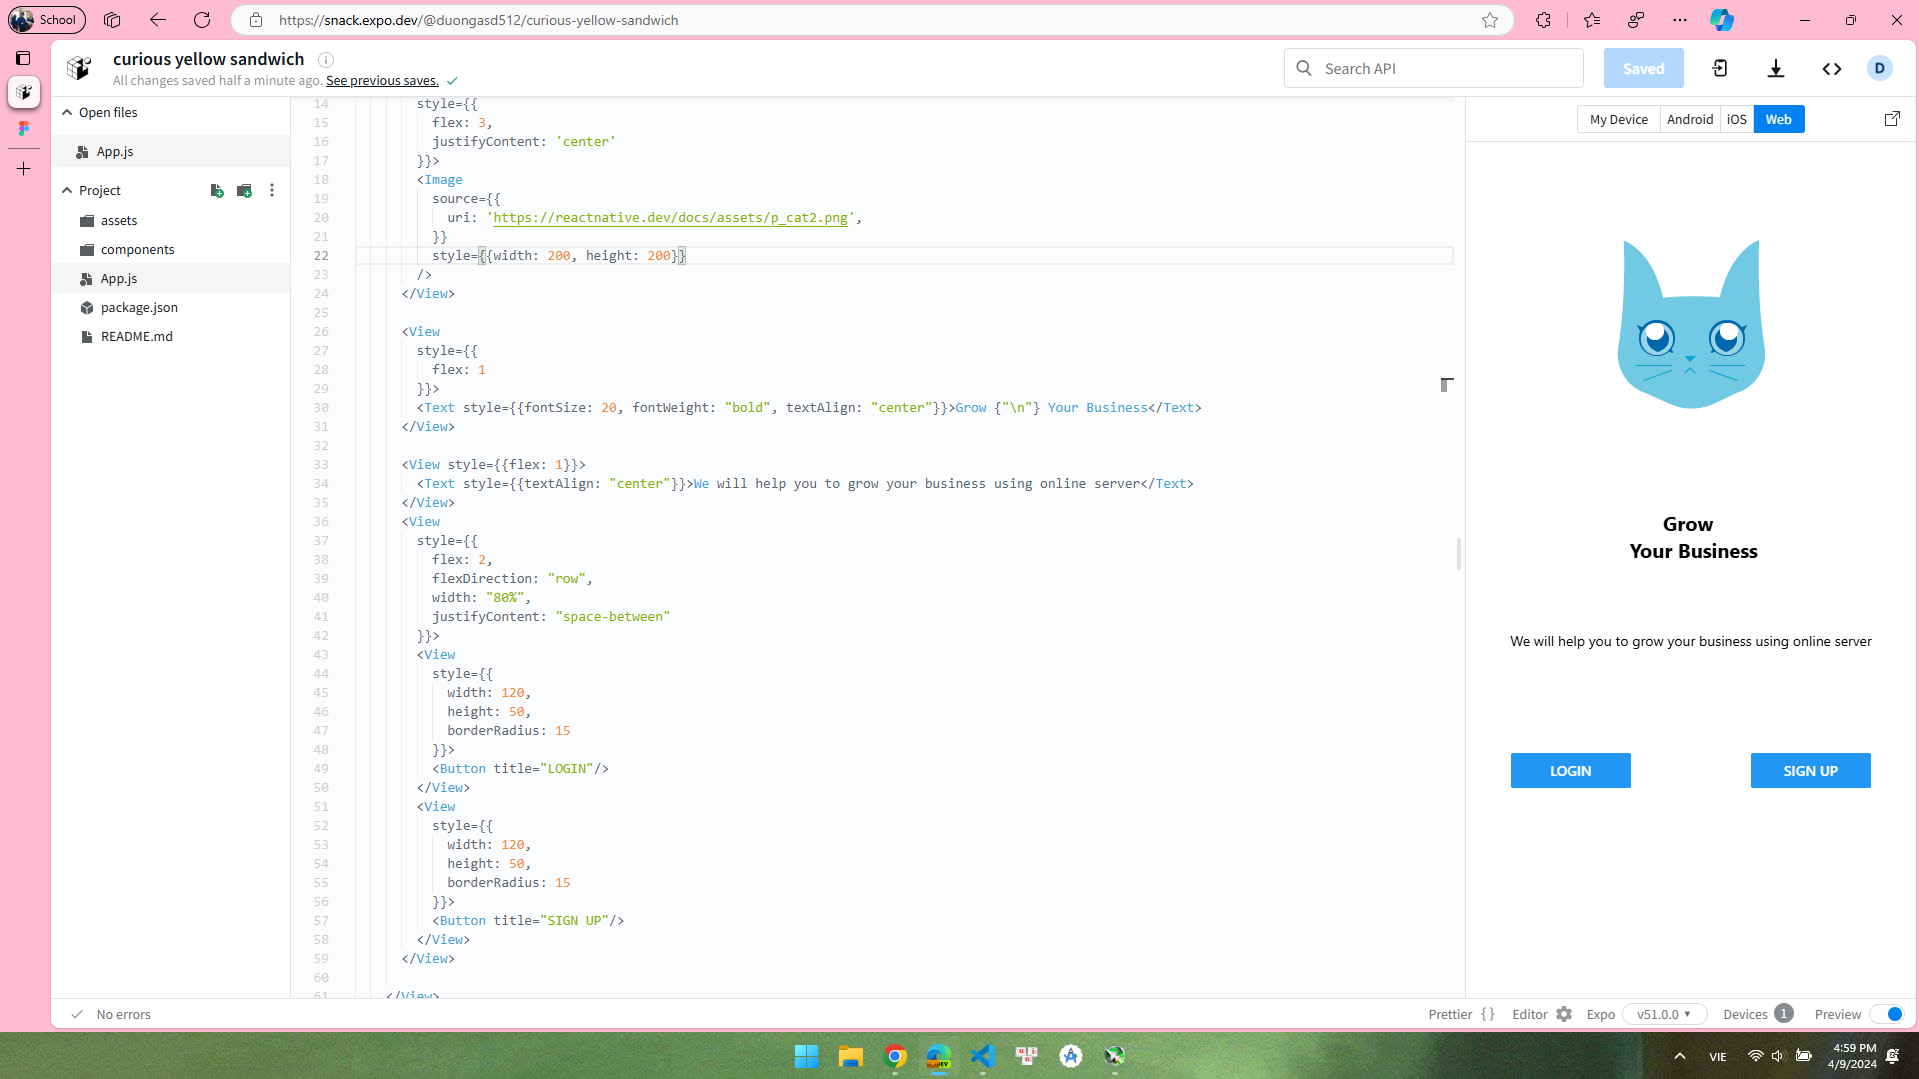 School
https://snack.expo.dev/@duongasd512/curious-yellow-sandwich
curious yellow sandwich
All changes saved half a minute ago. See previous saves.
Search API
Saved
D
Open files
App.js
Project
assets
components
App.js
package.json
README.md
14 style={{
15 flex: 3,
16 justifyContent: 'center'
17 }}>
18 <Image
19 source={{
20 uri: 'https://reactnative.dev/docs/assets/p_cat2.png',
21 }}
22 style={{width: 200, height: 200}}
23 />
24 </View>
25
26 <View
27 style={{
28 flex: 1
29 }}>
30 <Text style={{fontSize: 20, fontWeight: "bold", textAlign: "center"}}>Grow {"\n"} Your Business</Text>
31 </View>
32
33 <View style={{flex: 1}}>
34 <Text style={{textAlign: "center"}}>We will help you to grow your business using online server</Text>
35 </View>
36 <View
37 style={{
38 flex: 2,
39 flexDirection: "row",
40 width: "80%",
41 justifyContent: "space-between"
42 }}>
43 <View
44 style={{
45 width: 120,
46 height: 50,
47 borderRadius: 15
48 }}>
49 <Button title="LOGIN"/>
50 </View>
51 <View
52 style={{
53 width: 120,
54 height: 50,
55 borderRadius: 15
56 }}>
57 <Button title="SIGN UP"/>
58 </View>
59 </View>
60
61 </View>
My Device Android iOS Web
Grow
Your Business
We will help you to grow your business using online server
LOGIN SIGN UP
No errors
Prettier {} Editor Expo v51.0.0 Devices 1 Preview
DEV
VIE
4:59 PM
4/9/2024